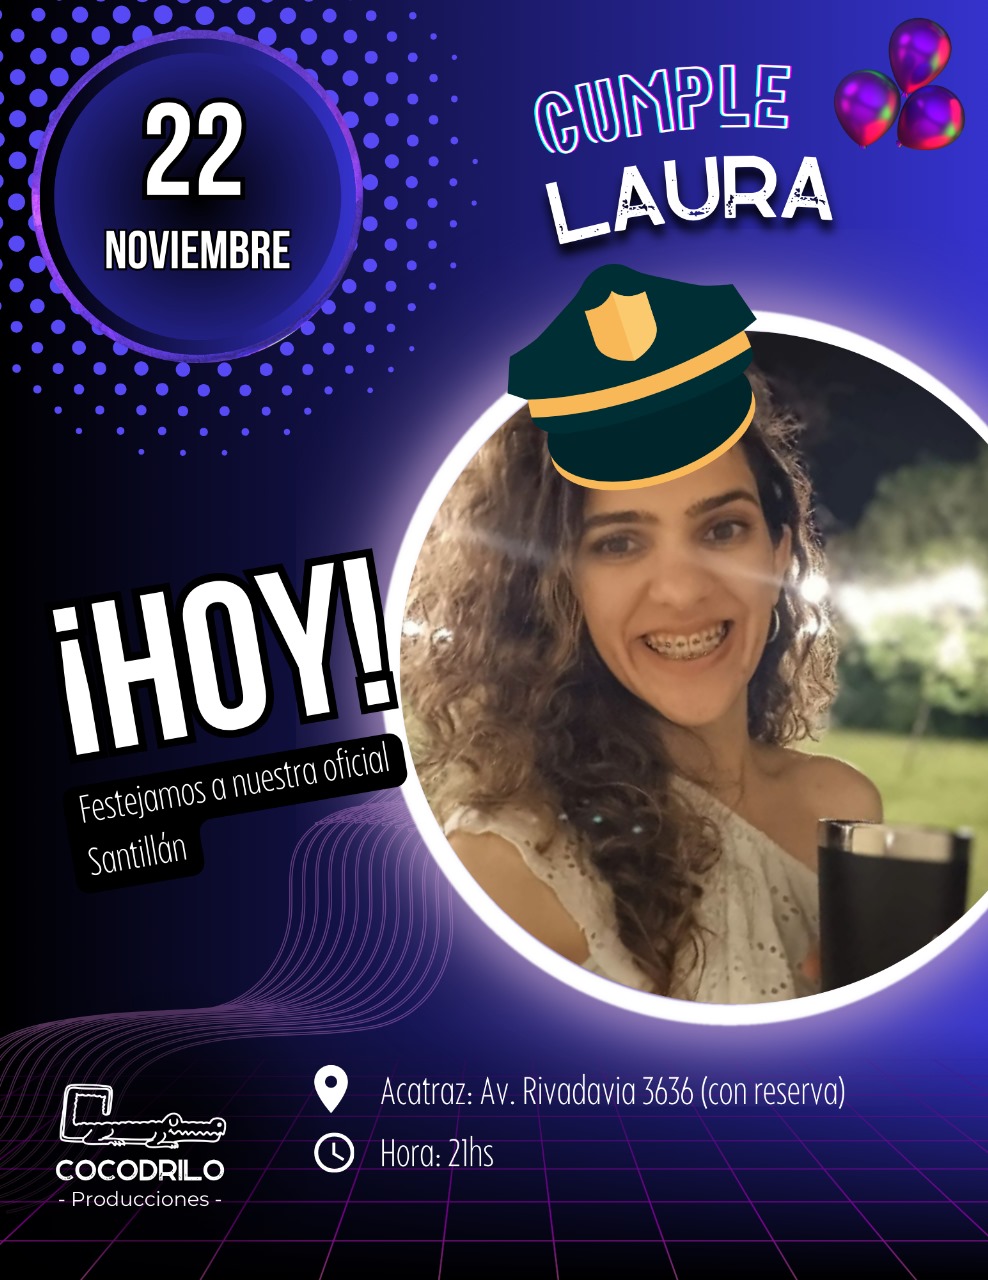 22
NOVIEMBRE
CUMPLE
LAURA
¡HOY!
Festejamos a nuestra oficial
Santillán
Acatraz: Av. Rivadavia 3636 (con reserva)
Hora: 21hs
COCODRILO
- Producciones -